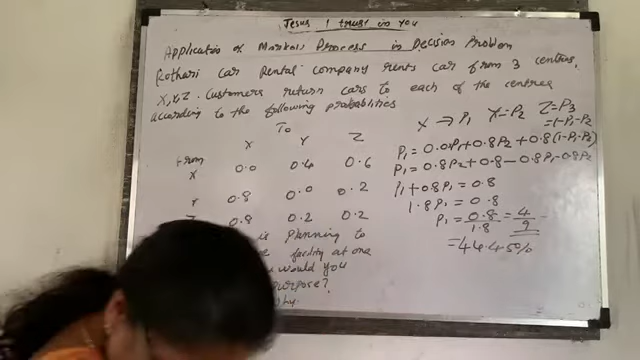 Jesus I trust in you
Application of Markov Process in Decision Problem
Kothari Car Rental company rents car from 3 centres,
X, Y, Z. Customers return cars to each of the centres
according to the following probabilities
To
X Y Z
From
X 0.0 0.4 0.6
Y 0.8 0.0 0.2
Z 0.8 0.2 0.2
is planning to
facility at one
would you
purpose?
X ⇒ P1 Y=P2 Z=P3
=1-P1-P2
P1 = 0.0P1+0.8P2+0.8(1-P1-P2)
P1 = 0.8P2+0.8-0.8P1-0.8P2
P1+0.8P1 = 0.8
1.8P1 = 0.8
P1 = 0.8/1.8 = 4/9
=44.45%